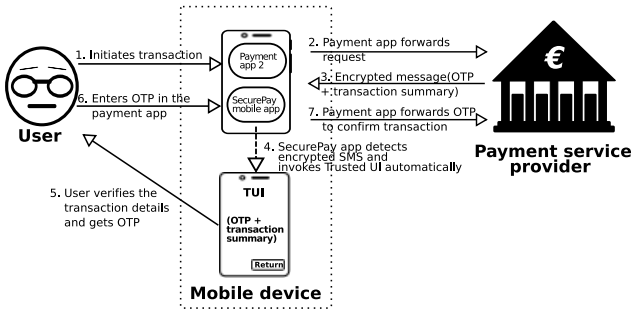 1. Initiates transaction
2. Payment app forwards
request
Payment
app 2
€
3. Encrypted message(OTP
+ transaction summary)
6. Enters OTP in the
payment app
SecurePay
mobile app
7. Payment app forwards OTP
to confirm transaction
User
4. SecurePay app detects
encrypted SMS and
invokes Trusted UI automatically
Payment service
provider
5. User verifies the
transaction details
and gets OTP
TUI
(OTP +
transaction
summary)
Return
Mobile device